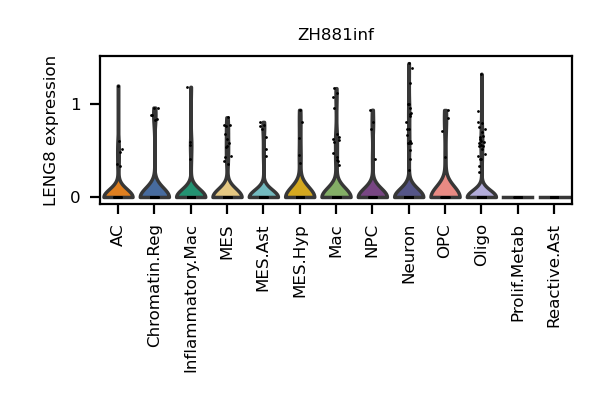 ZH881inf
LENG8 expression
1
0
AC
Chromatin.Reg
Inflammatory.Mac
MES
MES.Ast
MES.Hyp
Mac
NPC
Neuron
OPC
Oligo
Prolif.Metab
Reactive.Ast